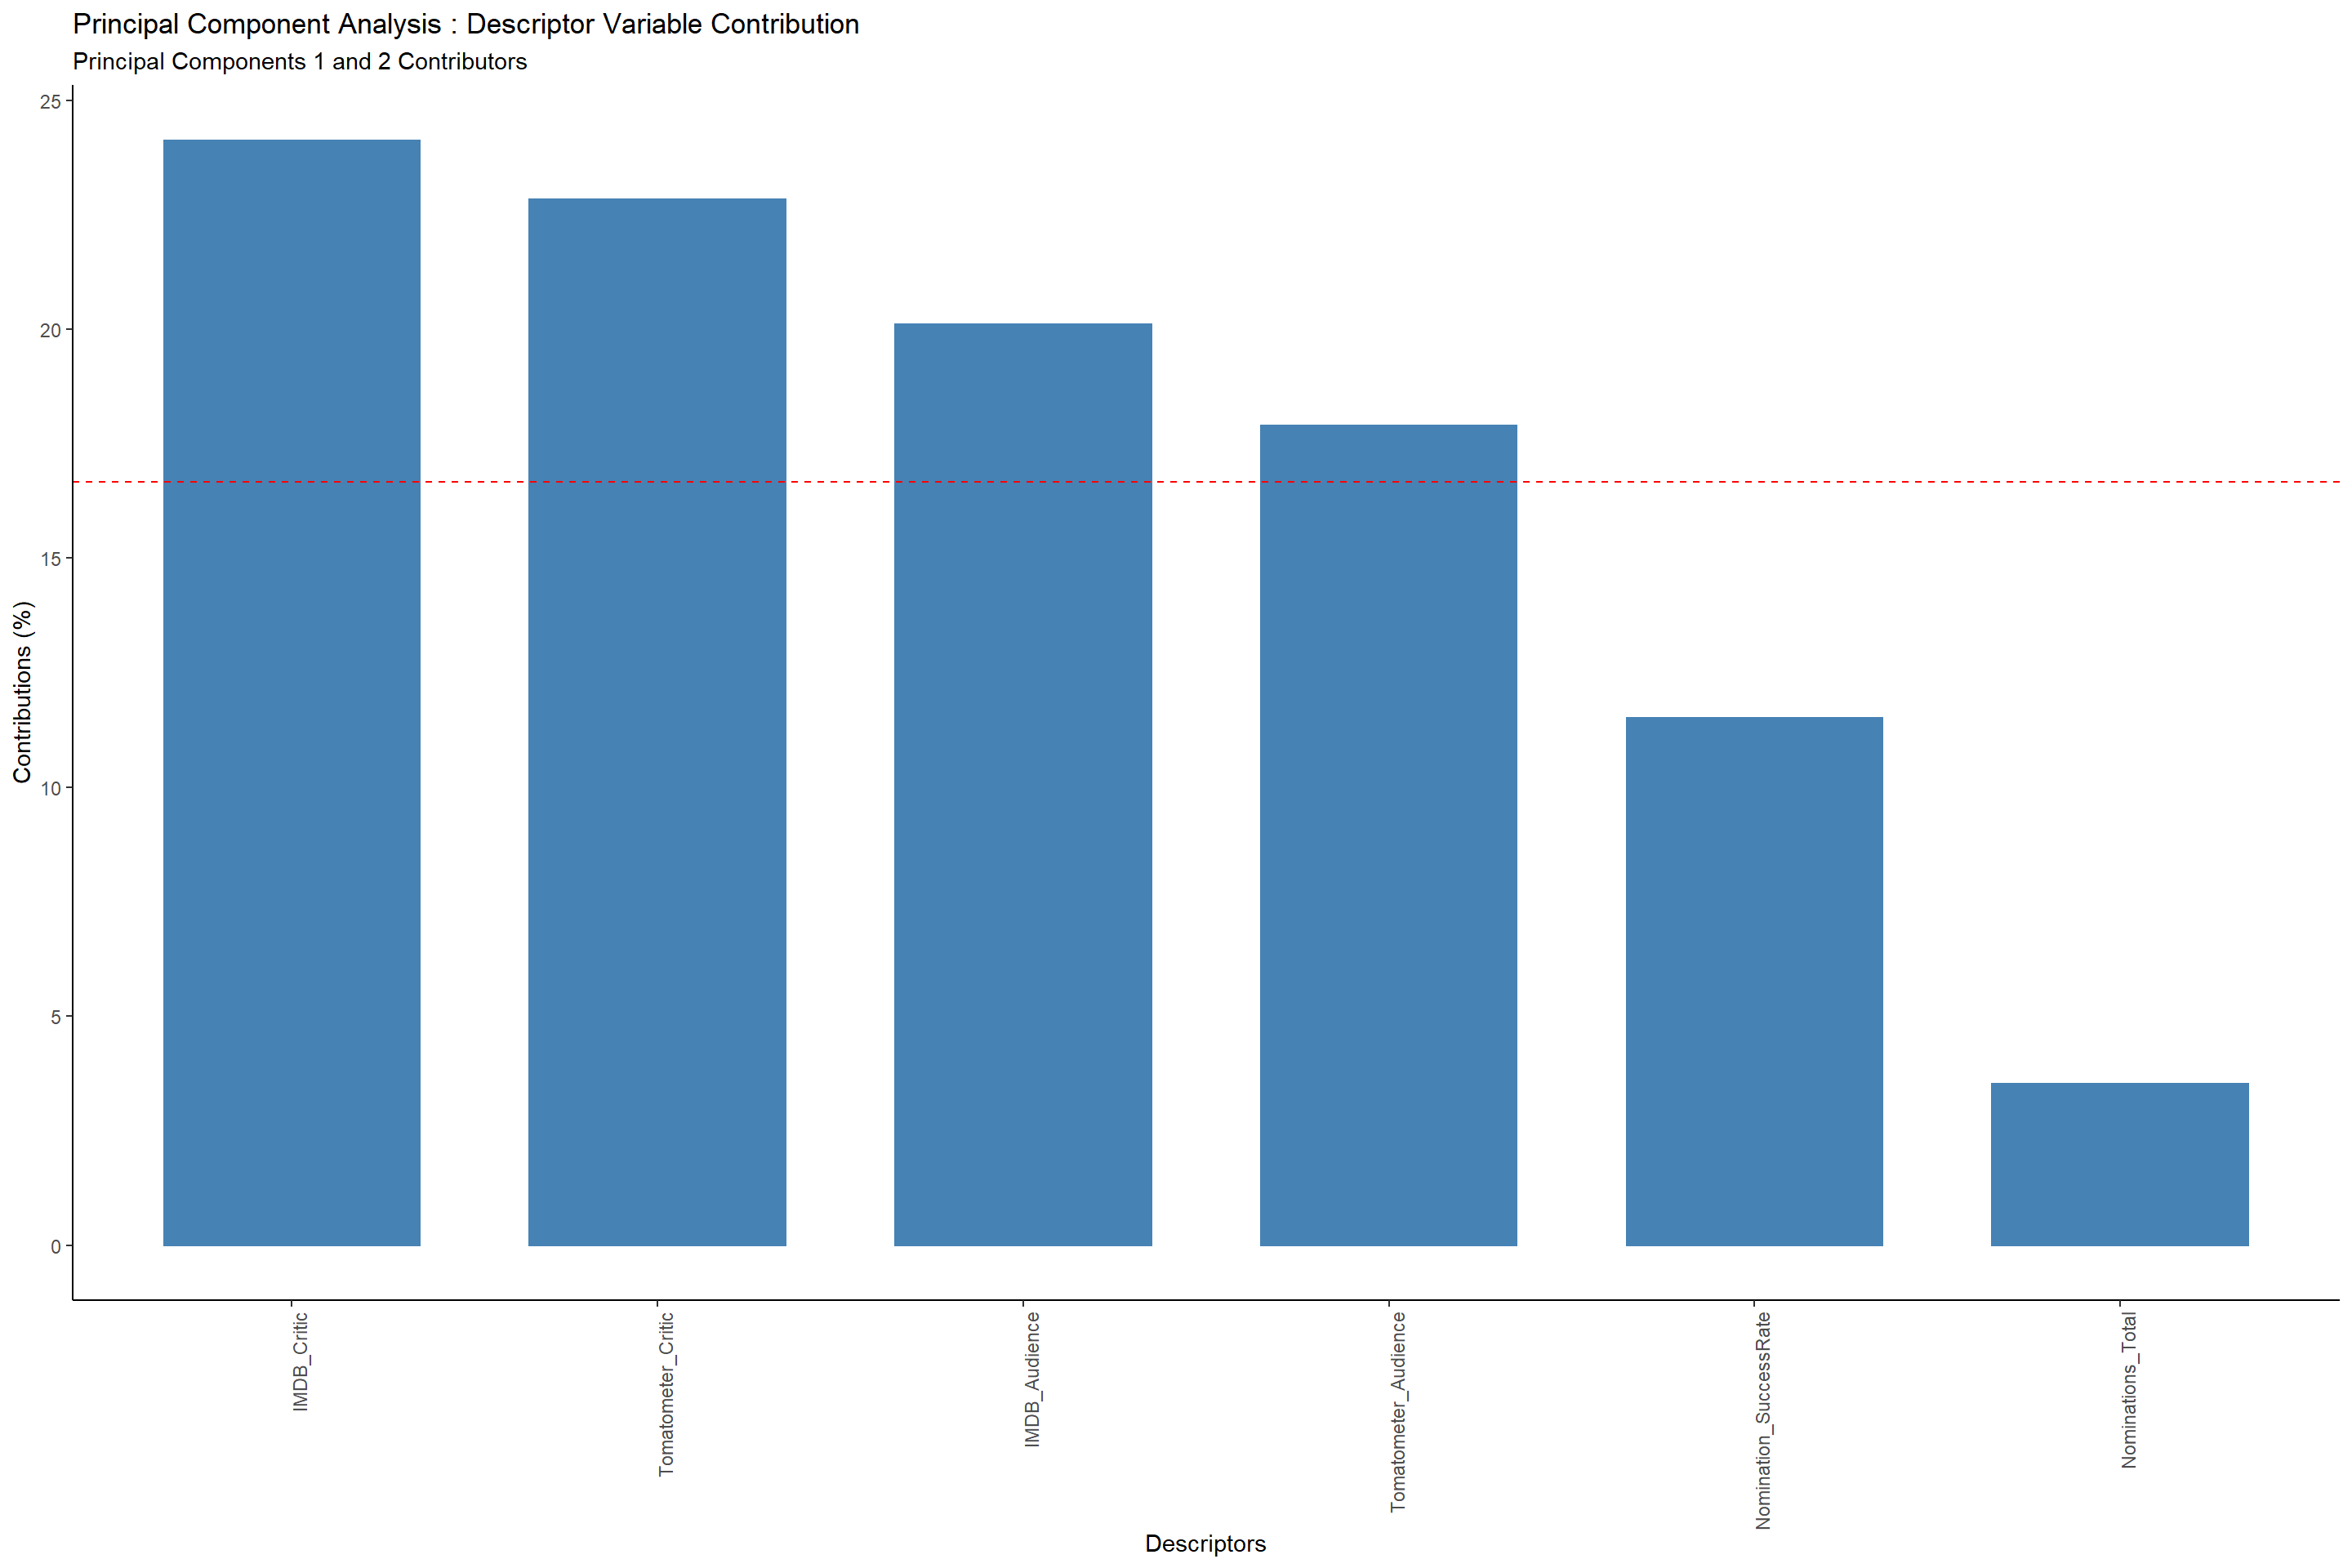 Principal Component Analysis : Descriptor Variable Contribution
Principal Components 1 and 2 Contributors
25
20
15
10
5
0
Contributions (%)
IMDB_Critic
Tomatometer_Critic
IMDB_Audience
Tomatometer_Audience
Nomination_SuccessRate
Nominations_Total
Descriptors